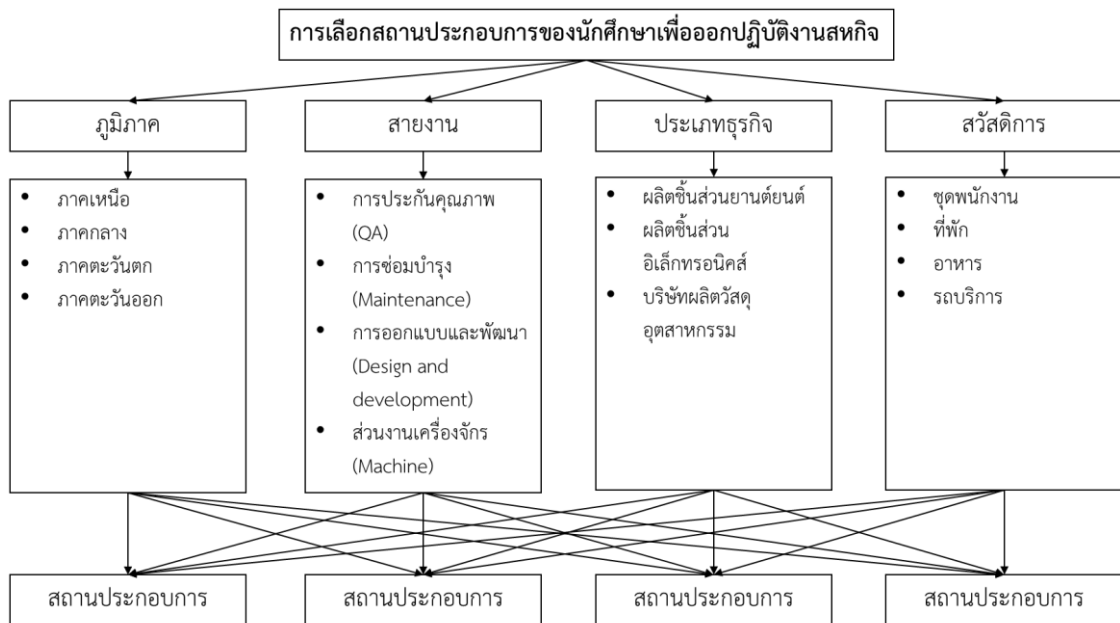 การเลือกสถานประกอบการของนักศึกษาเพื่อออกปฏิบัติงานสหกิจ
ภูมิภาค
สายงาน
ประเภทธุรกิจ
สวัสดิการ
• ภาคเหนือ
• ภาคกลาง
• ภาคตะวันตก
• ภาคตะวันออก
• การประกันคุณภาพ
(QA)
• การซ่อมบำรุง
(Maintenance)
• การออกแบบและพัฒนา
(Design and
development)
• ส่วนงานเครื่องจักร
(Machine)
• ผลิตชิ้นส่วนยานต์ยนต์
• ผลิตชิ้นส่วน
อิเล็กทรอนิคส์
• บริษัทผลิตวัสดุ
อุตสาหกรรม
• ชุดพนักงาน
• ที่พัก
• อาหาร
• รถบริการ
สถานประกอบการ
สถานประกอบการ
สถานประกอบการ
สถานประกอบการ